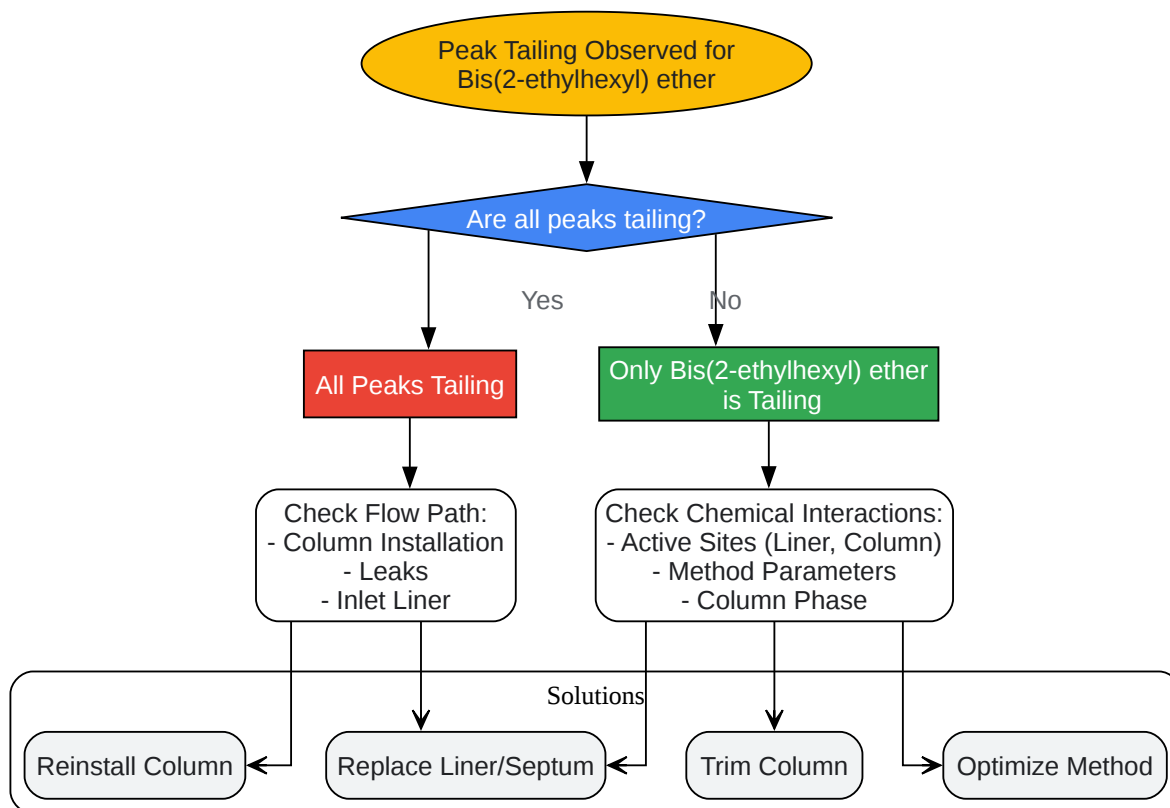 Peak Tailing Observed for
Bis(2-ethylhexyl) ether
Are all peaks tailing?
Yes
No
All Peaks Tailing
Only Bis(2-ethylhexyl) ether
is Tailing
Check Flow Path:
- Column Installation
- Leaks
- Inlet Liner
Check Chemical Interactions:
- Active Sites (Liner, Column)
- Method Parameters
- Column Phase
Solutions
Reinstall Column
Replace Liner/Septum
Trim Column
Optimize Method